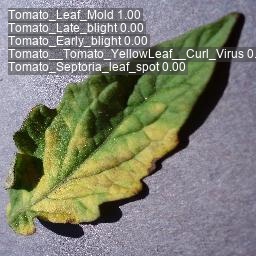 Tomato_Leaf_Mold 1.00
Tomato_Late_blight 0.00
Tomato_Early_blight 0.00
Tomato__Tomato_YellowLeaf__Curl_Virus 0.
Tomato_Septoria_leaf_spot 0.00